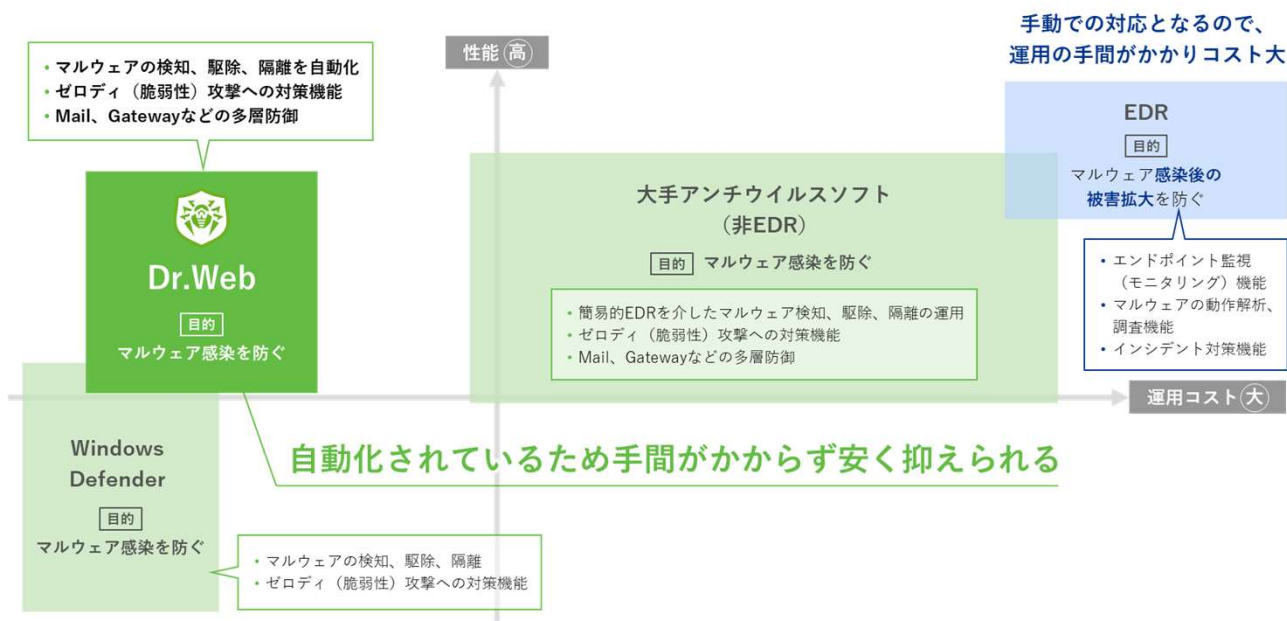 手動での対応となるので、
運用の手間がかかりコスト大
性能 高
・マルウェアの検知、駆除、隔離を自動化
・ゼロディ（脆弱性）攻撃への対策機能
・Mail、Gatewayなどの多層防御
Dr.Web
目的
マルウェア感染を防ぐ
大手アンチウイルスソフト
（非EDR）
目的 マルウェア感染を防ぐ
・簡易的EDRを介したマルウェア検知、駆除、隔離の運用
・ゼロディ（脆弱性）攻撃への対策機能
・Mail、Gatewayなどの多層防御
EDR
目的
マルウェア感染後の
被害拡大を防ぐ
・エンドポイント監視
（モニタリング）機能
・マルウェアの動作解析、
調査機能
・インシデント対策機能
運用コスト 大
Windows
Defender
目的
マルウェア感染を防ぐ
自動化されているため手間がかからず安く抑えられる
・マルウェアの検知、駆除、隔離
・ゼロディ（脆弱性）攻撃への対策機能